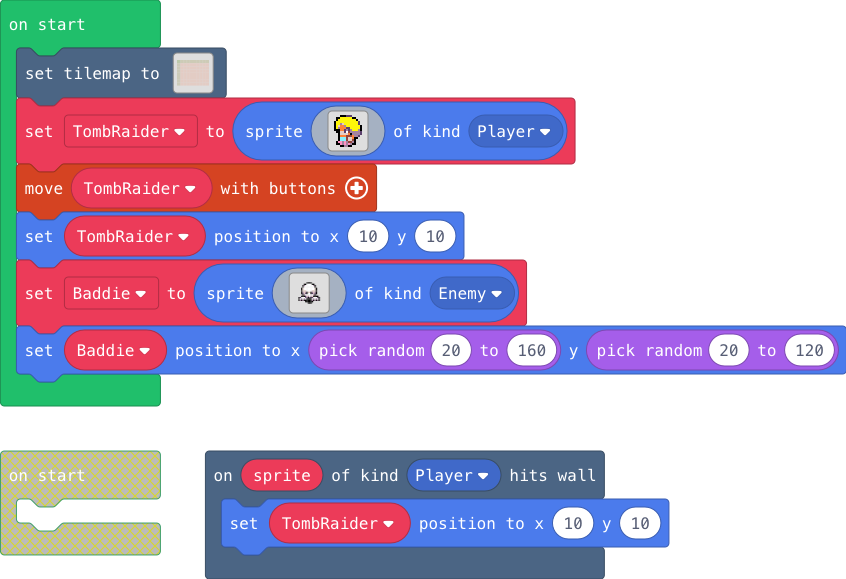 on start
set tilemap to
set TombRaider to sprite of kind Player
move TombRaider with buttons
set TombRaider position to x 10 y 10
set Baddie to sprite of kind Enemy
set Baddie position to x pick random 20 to 160 y pick random 20 to 120
on start
on sprite of kind Player hits wall
set TombRaider position to x 10 y 10